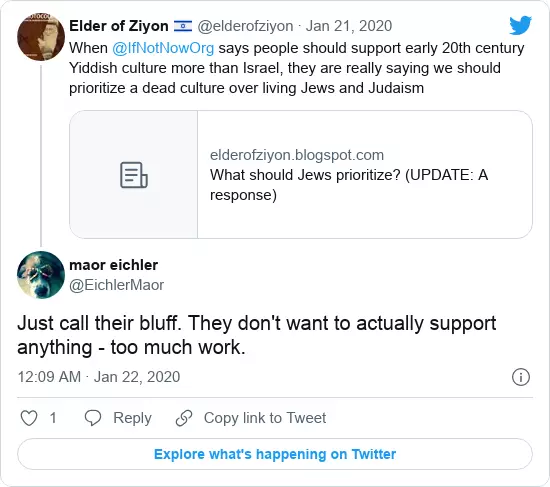 Elder of Ziyon 🇮🇱 @elderofziyon · Jan 21, 2020
When @IfNotNowOrg says people should support early 20th century
Yiddish culture more than Israel, they are really saying we should
prioritize a dead culture over living Jews and Judaism
elderofziyon.blogspot.com
What should Jews prioritize? (UPDATE: A
response)
maor eichler
@EichlerMaor
Just call their bluff. They don't want to actually support
anything - too much work.
12:09 AM · Jan 22, 2020
1 Reply Copy link to Tweet
Explore what's happening on Twitter